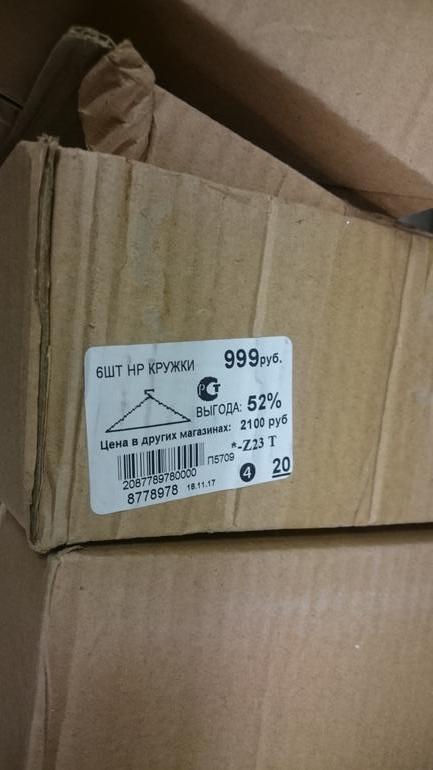 6ШТ НР КРУЖКИ 999руб.
РСТ
ВЫГОДА: 52%
Цена в других магазинах: 2100 руб
*-Z23 T
П5709
2087789780000
4 20
8778978 18.11.17